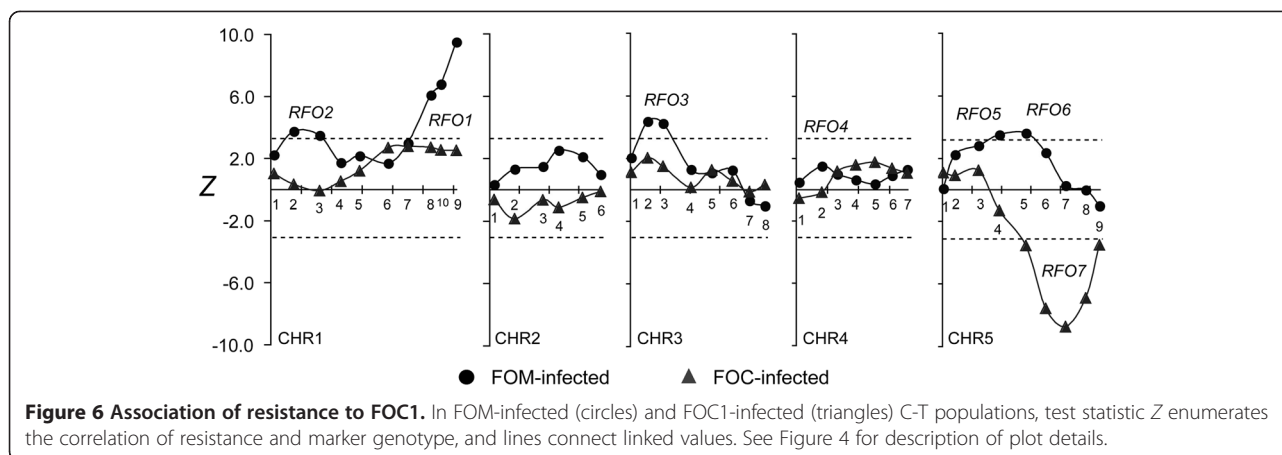 10.0
6.0
2.0
-2.0
-6.0
-10.0
Z
RFO2
RFO1
1 2 3 4 5 6 7 8 10 9
CHR1
1 2 3 4 5 6
CHR2
RFO3
1 2 3 4 5 6 7 8
CHR3
RFO4
1 2 3 4 5 6 7
CHR4
RFO5
RFO6
1 2 3 4 5 6 7 8 9
RFO7
CHR5
FOM-infected FOC-infected
Figure 6 Association of resistance to FOC1. In FOM-infected (circles) and FOC1-infected (triangles) C-T populations, test statistic Z enumerates
the correlation of resistance and marker genotype, and lines connect linked values. See Figure 4 for description of plot details.